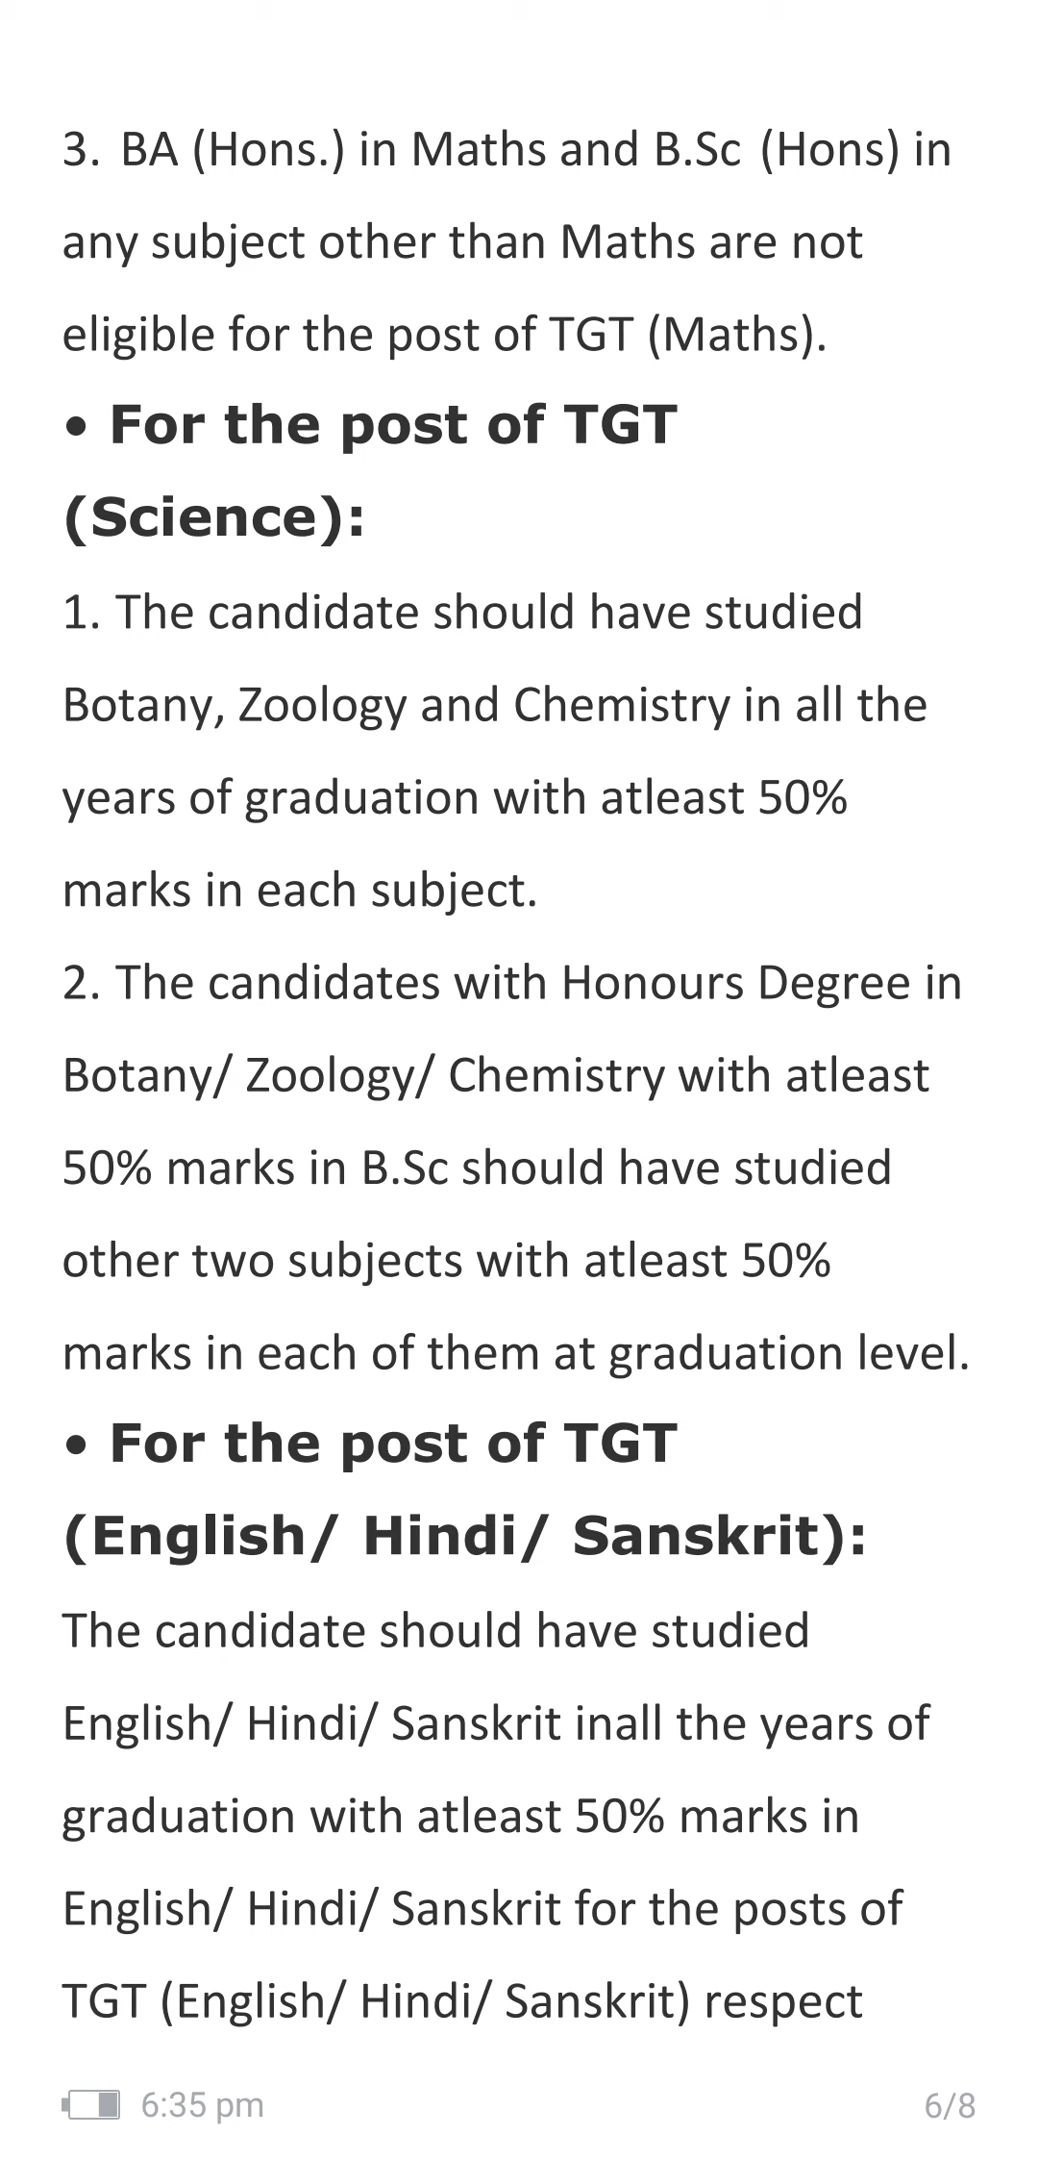 3. BA (Hons.) in Maths and B.Sc (Hons) in
any subject other than Maths are not
eligible for the post of TGT (Maths).
• For the post of TGT
(Science):
1. The candidate should have studied
Botany, Zoology and Chemistry in all the
years of graduation with atleast 50%
marks in each subject.
2. The candidates with Honours Degree in
Botany/ Zoology/ Chemistry with atleast
50% marks in B.Sc should have studied
other two subjects with atleast 50%
marks in each of them at graduation level.
• For the post of TGT
(English/ Hindi/ Sanskrit):
The candidate should have studied
English/ Hindi/ Sanskrit inall the years of
graduation with atleast 50% marks in
English/ Hindi/ Sanskrit for the posts of
TGT (English/ Hindi/ Sanskrit) respect
6:35 pm 6/8